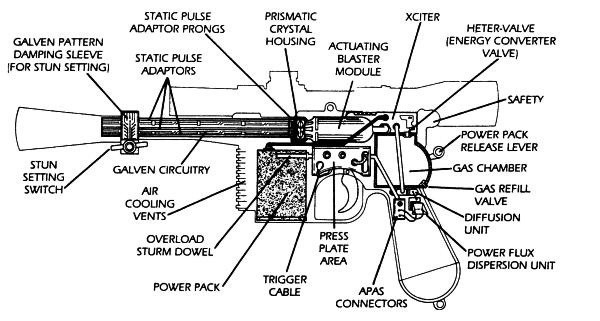 STATIC PULSE
ADAPTOR PRONGS
PRISMATIC
CRYSTAL
HOUSING
XCITER
HETER-VALVE
(ENERGY CONVERTER
VALVE)
GALVEN PATTERN
DAMPING SLEEVE
(FOR STUN SETTING)
STATIC PULSE
ADAPTORS
ACTUATING
BLASTER
MODULE
SAFETY
POWER PACK
RELEASE LEVER
STUN
SETTING
SWITCH
GALVEN CIRCUITRY
GAS CHAMBER
AIR
COOLING
VENTS
GAS REFILL
VALVE
DIFFUSION
UNIT
OVERLOAD
STURM DOWEL
PRESS
PLATE
AREA
POWER FLUX
DISPERSION UNIT
POWER PACK
TRIGGER
CABLE
APAS
CONNECTORS